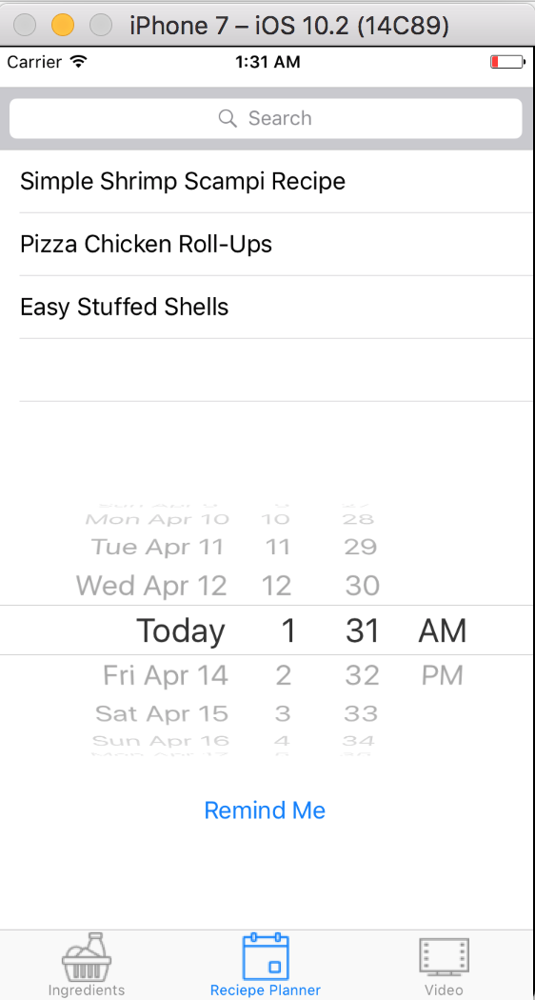 iPhone 7 – iOS 10.2 (14C89)
Carrier 1:31 AM
Search
Simple Shrimp Scampi Recipe
Pizza Chicken Roll-Ups
Easy Stuffed Shells
Mon Apr 10 10 28
Tue Apr 11 11 29
Wed Apr 12 12 30
Today 1 31 AM
Fri Apr 14 2 32 PM
Sat Apr 15 3 33
Sun Apr 16 4 34
Remind Me
Ingredients Reciepe Planner Video